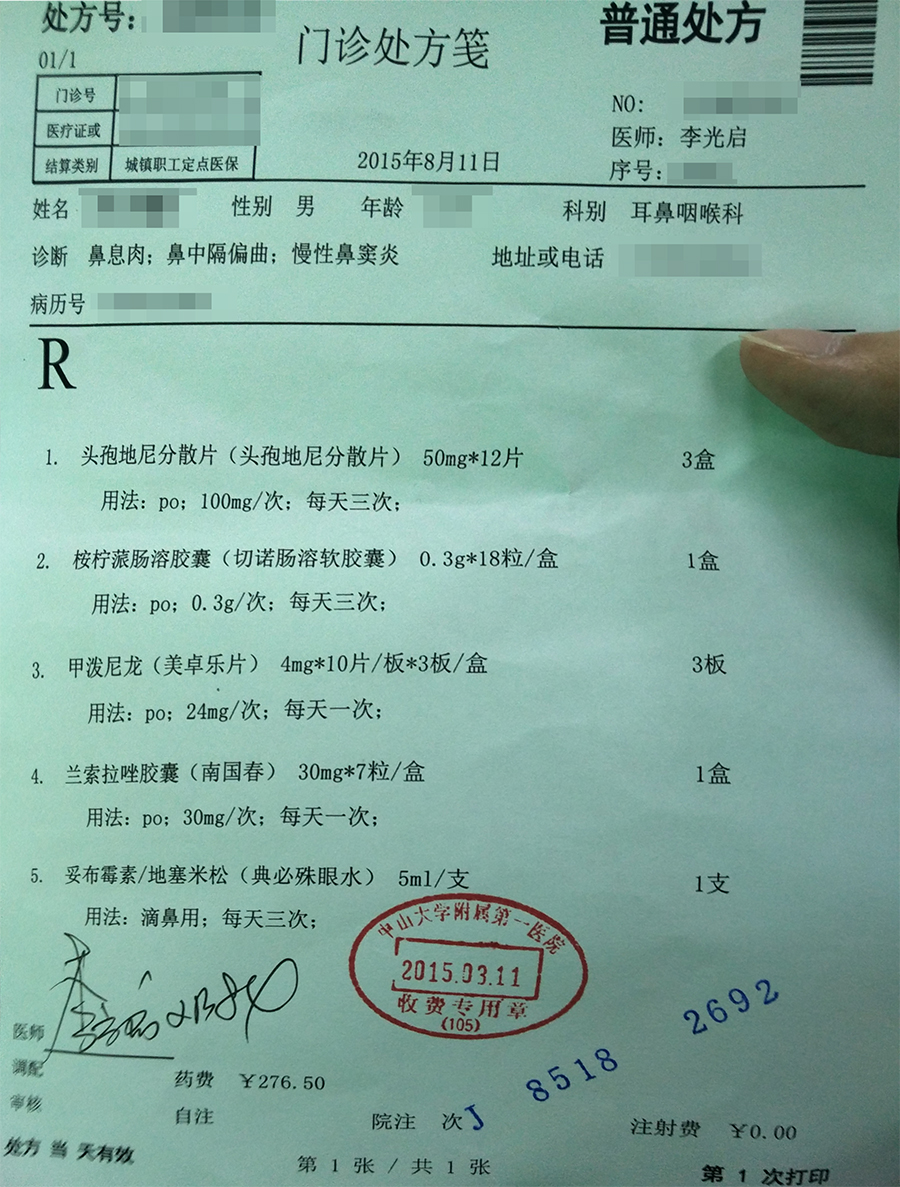 处方号:
门诊处方笺
普通处方
01/1
门诊号
NO:
医疗证或
医师: 李光启
结算类别 城镇职工定点医保
2015年8月11日
序号:
姓名 性别 男 年龄 科别 耳鼻咽喉科
诊断 鼻息肉; 鼻中隔偏曲; 慢性鼻窦炎 地址或电话
病历号
R
1. 头孢地尼分散片（头孢地尼分散片） 50mg*12片 3盒
用法: po; 100mg/次; 每天三次;
2. 桉柠蒎肠溶胶囊（切诺肠溶软胶囊） 0.3g*18粒/盒 1盒
用法: po; 0.3g/次; 每天三次;
3. 甲泼尼龙（美卓乐片） 4mg*10片/板*3板/盒 3板
用法: po; 24mg/次; 每天一次;
4. 兰索拉唑胶囊（南国春） 30mg*7粒/盒 1盒
用法: po; 30mg/次; 每天一次;
5. 妥布霉素/地塞米松（典必殊眼水） 5ml/支 1支
用法: 滴鼻用; 每天三次;
中山大学附属第一医院
2015.03.11
收费专用章
(105)
医师
J 8518 2692
调配
药费 ￥276.50
审核
自注 院注 次 注射费 ￥0.00
处方 当 天有效
第 1 张 / 共 1 张
第 1 次打印